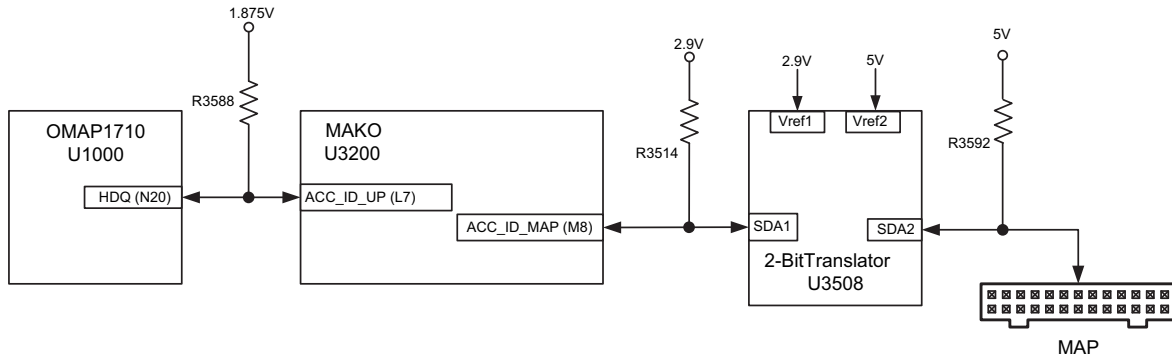 1.875V
R3588
OMAP1710
U1000
HDQ (N20)
MAKO
U3200
ACC_ID_UP (L7)
ACC_ID_MAP (M8)
2.9V
R3514
2.9V
5V
Vref1
Vref2
SDA1
SDA2
2-BitTranslator
U3508
5V
R3592
MAP